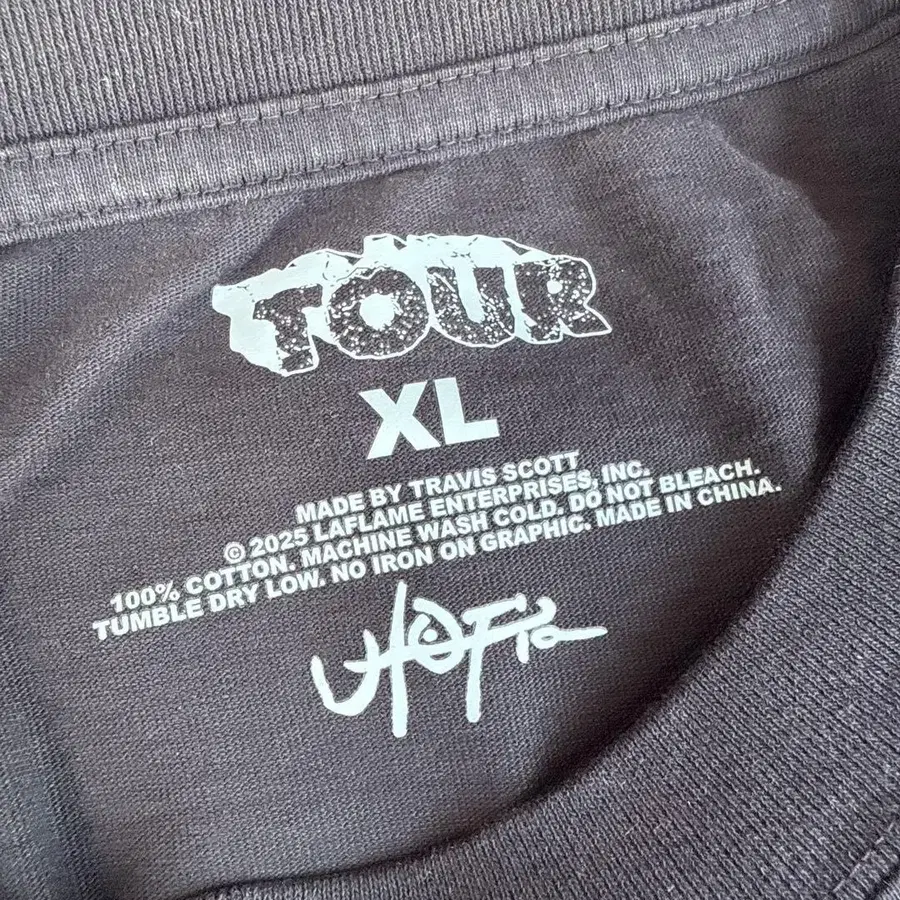 TOUR
XL
MADE BY TRAVIS SCOTT
© 2025 LAFLAME ENTERPRISES, INC.
100% COTTON. MACHINE WASH COLD. DO NOT BLEACH.
TUMBLE DRY LOW. NO IRON ON GRAPHIC. MADE IN CHINA.
UTOPIA